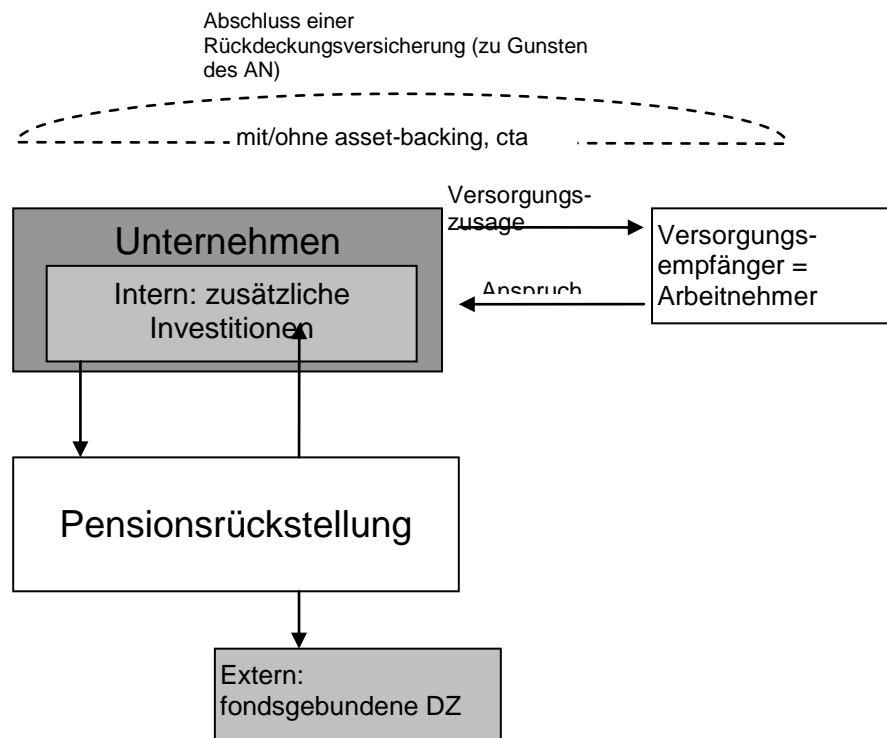 Abschluss einer
Rückdeckungsversicherung (zu Gunsten
des AN)
mit/ohne asset-backing, cta
Versorgungs-
zusage
Unternehmen
Versorgungs-
empfänger =
Arbeitnehmer
Intern: zusätzliche
Investitionen
Anspruch
Pensionsrückstellung
Extern:
fondsgebundene DZ